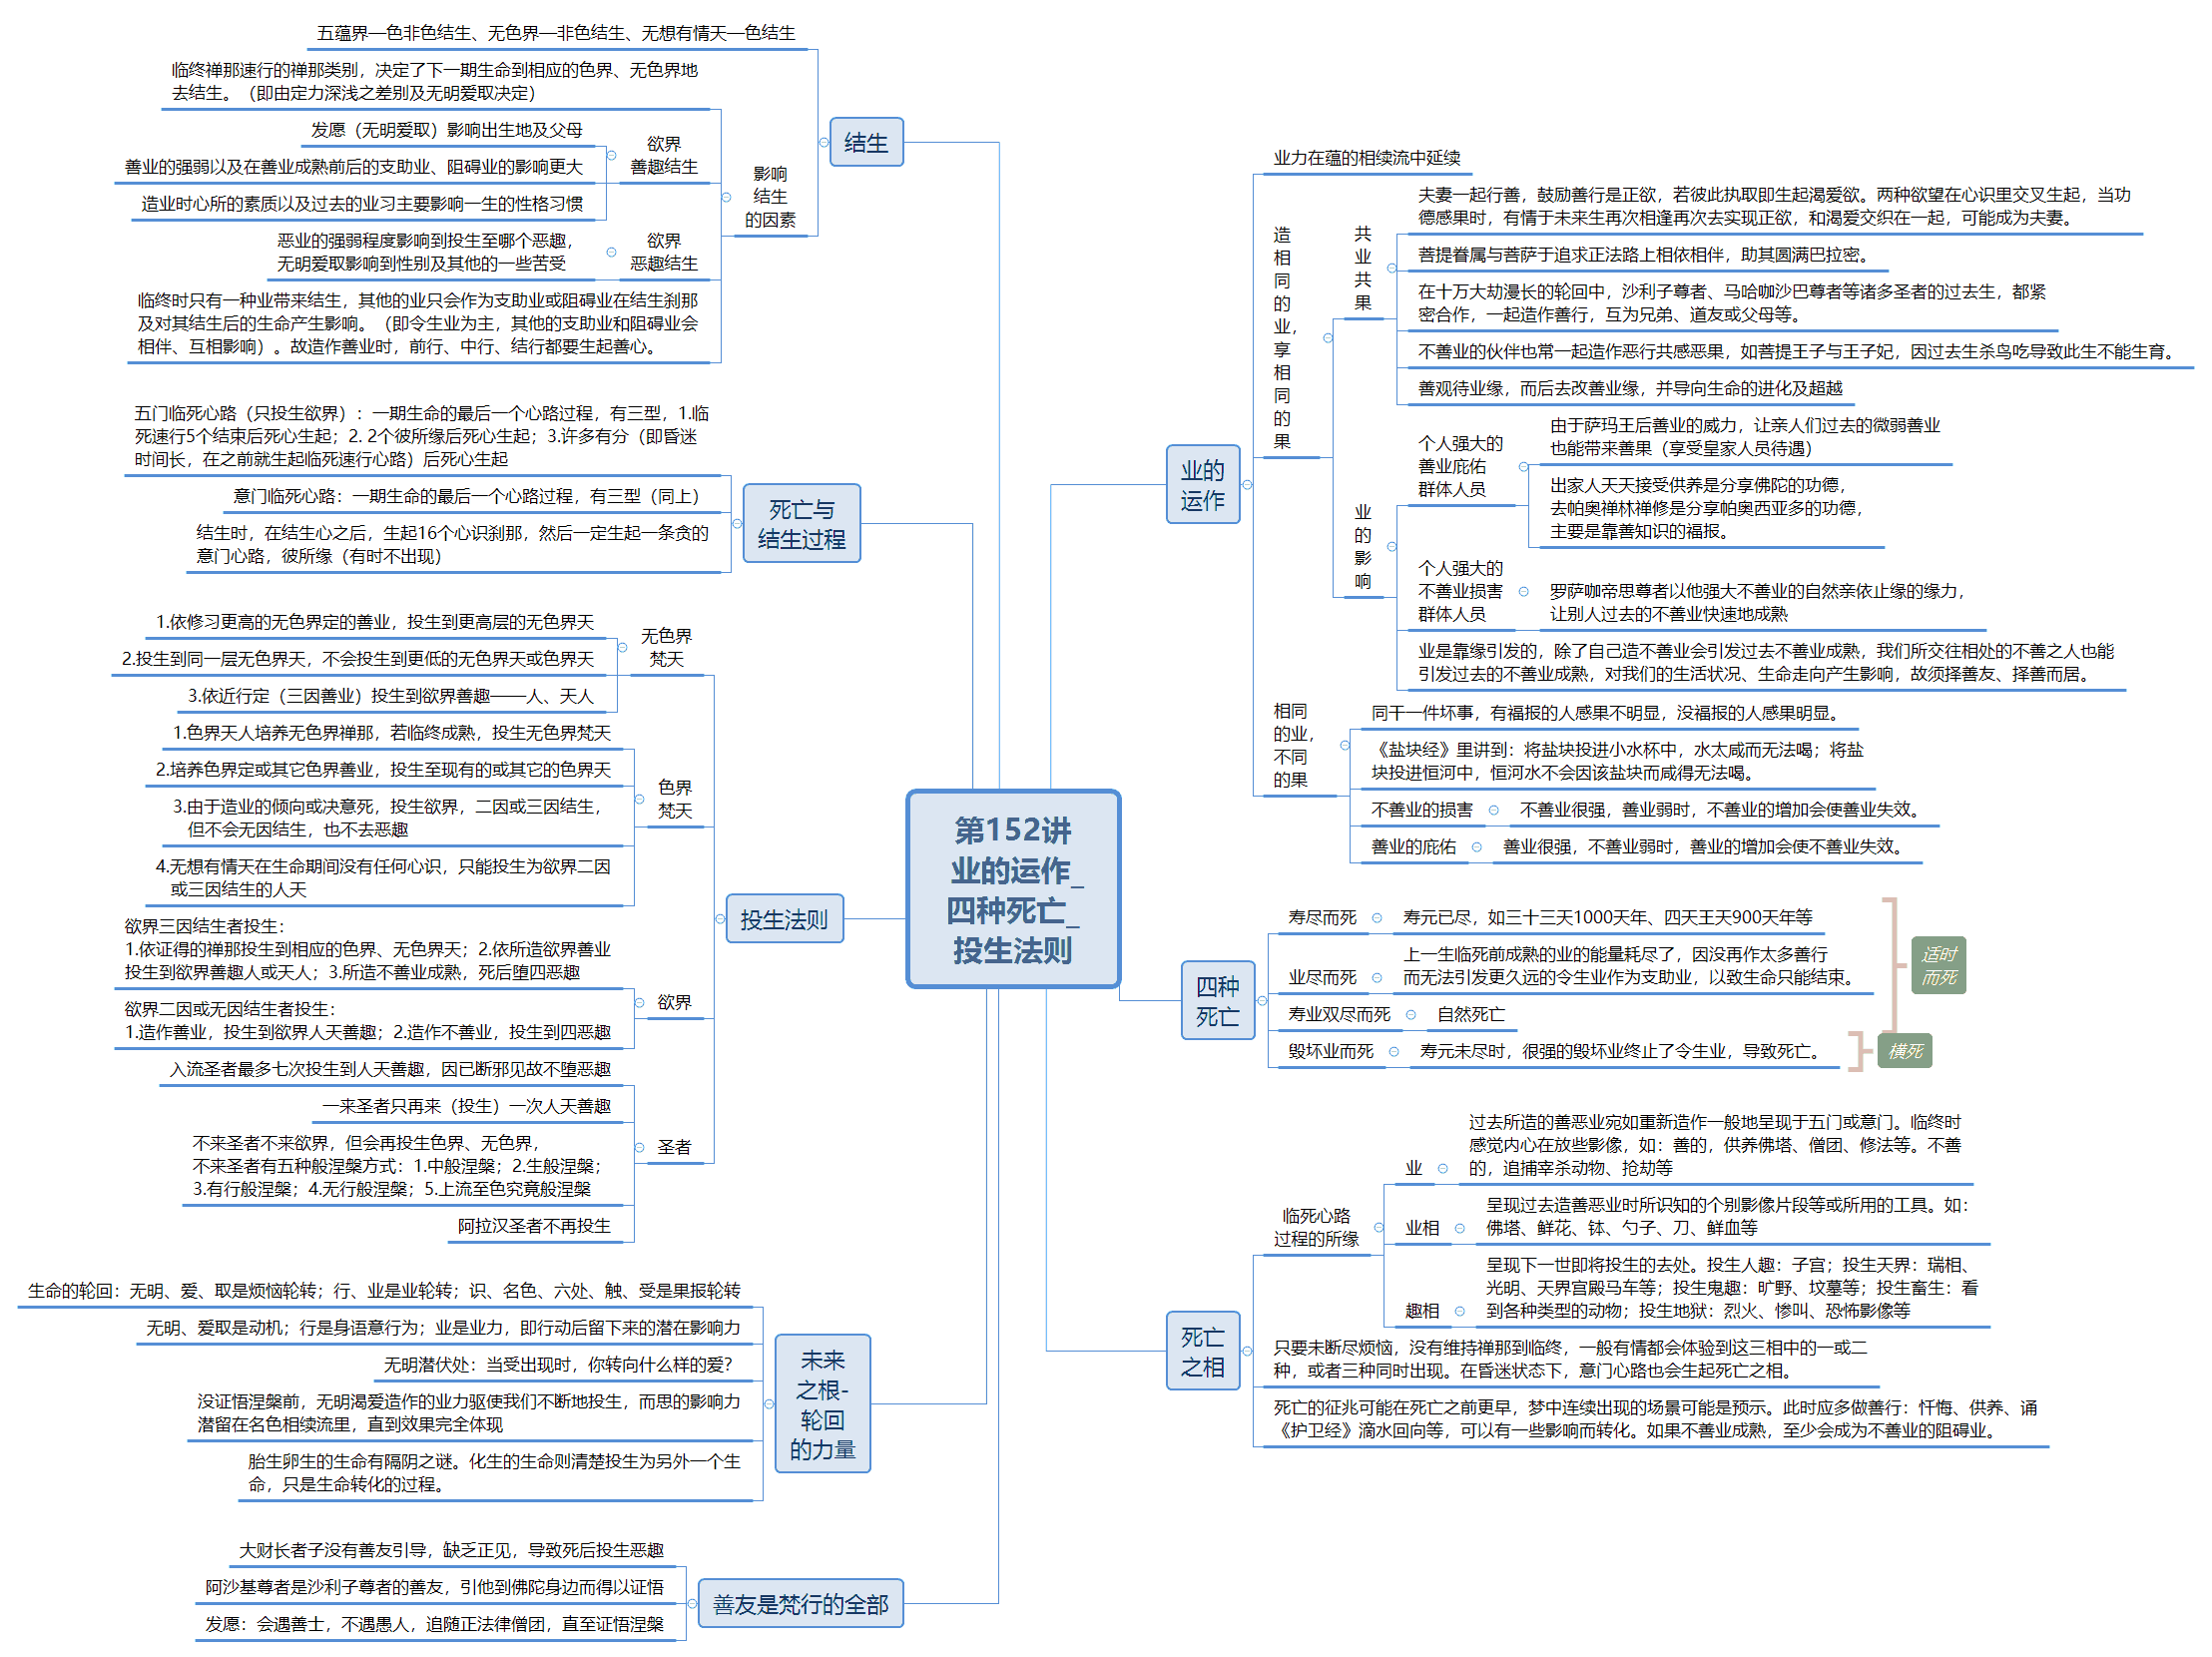 第152讲
业的运作_
四种死亡_
投生法则
业的
运作
业力在蕴的相续流中延续
造
相
同
的
业，
享
相
同
的
果
共
业
共
果
夫妻一起行善，鼓励善行是正欲，若彼此执取即生起渴爱欲。两种欲望在心识里交叉生起，当功
德感果时，有情于未来生再次相逢再次去实现正欲，和渴爱交织在一起，可能成为夫妻。
菩提眷属与菩萨于追求正法路上相依相伴，助其圆满巴拉密。
在十万大劫漫长的轮回中，沙利子尊者、马哈咖沙巴尊者等诸多圣者的过去生，都紧
密合作，一起造作善行，互为兄弟、道友或父母等。
不善业的伙伴也常一起造作恶行共感恶果，如菩提王子与王子妃，因过去生杀鸟吃导致此生不能生育。
善观待业缘，而后去改善业缘，并导向生命的进化及超越
业
的
影
响
个人强大的
善业庇佑
群体人员
由于萨玛王后善业的威力，让亲人们过去的微弱善业
也能带来善果（享受皇家人员待遇）
出家人天天接受供养是分享佛陀的功德，
去帕奥禅林禅修是分享帕奥西亚多的功德，
主要是靠善知识的福报。
个人强大的
不善业损害
群体人员
罗萨咖帝思尊者以他强大不善业的自然亲依止缘的缘力，
让别人过去的不善业快速地成熟
业是靠缘引发的，除了自己造不善业会引发过去不善业成熟，我们所交往相处的不善之人也能
引发过去的不善业成熟，对我们的生活状况、生命走向产生影响，故须择善友、择善而居。
相同
的业，
不同
的果
同干一件坏事，有福报的人感果不明显，没福报的人感果明显。
《盐块经》里讲到：将盐块投进小水杯中，水太咸而无法喝；将盐
块投进恒河中，恒河水不会因该盐块而咸得无法喝。
不善业的损害
不善业很强，善业弱时，不善业的增加会使善业失效。
善业的庇佑
善业很强，不善业弱时，善业的增加会使不善业失效。
四种
死亡
寿尽而死
寿元已尽，如三十三天1000天年、四天王天900天年等
业尽而死
上一生临死前成熟的业的能量耗尽了，因没再作太多善行
而无法引发更久远的令生业作为支助业，以致生命只能结束。
寿业双尽而死
自然死亡
适时
而死
毁坏业而死
寿元未尽时，很强的毁坏业终止了令生业，导致死亡。
横死
死亡
之相
临死心路
过程的所缘
业
过去所造的善恶业宛如重新造作一般地呈现于五门或意门。临终时
感觉内心在放些影像，如：善的，供养佛塔、僧团、修法等。不善
的，追捕宰杀动物、抢劫等
业相
呈现过去造善恶业时所识知的个别影像片段等或所用的工具。如：
佛塔、鲜花、钵、勺子、刀、鲜血等
趣相
呈现下一世即将投生的去处。投生人趣：子宫；投生天界：瑞相、
光明、天界宫殿马车等；投生鬼趣：旷野、坟墓等；投生畜生：看
到各种类型的动物；投生地狱：烈火、惨叫、恐怖影像等
只要未断尽烦恼，没有维持禅那到临终，一般有情都会体验到这三相中的一或二
种，或者三种同时出现。在昏迷状态下，意门心路也会生起死亡之相。
死亡的征兆可能在死亡之前更早，梦中连续出现的场景可能是预示。此时应多做善行：忏悔、供养、诵
《护卫经》滴水回向等，可以有一些影响而转化。如果不善业成熟，至少会成为不善业的阻碍业。
结生
五蕴界—色非色结生、无色界—非色结生、无想有情天—色结生
影响
结生
的因素
临终禅那速行的禅那类别，决定了下一期生命到相应的色界、无色界地
去结生。（即由定力深浅之差别及无明爱取决定）
欲界
善趣结生
发愿（无明爱取）影响出生地及父母
善业的强弱以及在善业成熟前后的支助业、阻碍业的影响更大
造业时心所的素质以及过去的业习主要影响一生的性格习惯
欲界
恶趣结生
恶业的强弱程度影响到投生至哪个恶趣，
无明爱取影响到性别及其他的一些苦受
临终时只有一种业带来结生，其他的业只会作为支助业或阻碍业在结生刹那
及对其结生后的生命产生影响。（即令生业为主，其他的支助业和阻碍业会
相伴、互相影响）。故造作善业时，前行、中行、结行都要生起善心。
死亡与
结生过程
五门临死心路（只投生欲界）：一期生命的最后一个心路过程，有三型，1.临
死速行5个结束后死心生起；2. 2个彼所缘后死心生起；3.许多有分（即昏迷
时间长，在之前就生起临死速行心路）后死心生起
意门临死心路：一期生命的最后一个心路过程，有三型（同上）
结生时，在结生心之后，生起16个心识刹那，然后一定生起一条贪的
意门心路，彼所缘（有时不出现）
投生法则
无色界
梵天
1.依修习更高的无色界定的善业，投生到更高层的无色界天
2.投生到同一层无色界天，不会投生到更低的无色界天或色界天
3.依近行定（三因善业）投生到欲界善趣——人、天人
色界
梵天
1.色界天人培养无色界禅那，若临终成熟，投生无色界梵天
2.培养色界定或其它色界善业，投生至现有的或其它的色界天
3.由于造业的倾向或决意死，投生欲界，二因或三因结生，
但不会无因结生，也不去恶趣
4.无想有情天在生命期间没有任何心识，只能投生为欲界二因
或三因结生的人天
欲界
欲界三因结生者投生：
1.依证得的禅那投生到相应的色界、无色界天；2.依所造欲界善业
投生到欲界善趣人或天人；3.所造不善业成熟，死后堕四恶趣
欲界二因或无因结生者投生：
1.造作善业，投生到欲界人天善趣；2.造作不善业，投生到四恶趣
圣者
入流圣者最多七次投生到人天善趣，因已断邪见故不堕恶趣
一来圣者只再来（投生）一次人天善趣
不来圣者不来欲界，但会再投生色界、无色界，
不来圣者有五种般涅槃方式：1.中般涅槃；2.生般涅槃；
3.有行般涅槃；4.无行般涅槃；5.上流至色究竟般涅槃
阿拉汉圣者不再投生
未来
之根-
轮回
的力量
生命的轮回：无明、爱、取是烦恼轮转；行、业是业轮转；识、名色、六处、触、受是果报轮转
无明、爱取是动机；行是身语意行为；业是业力，即行动后留下来的潜在影响力
无明潜伏处：当受出现时，你转向什么样的爱？
没证悟涅槃前，无明渴爱造作的业力驱使我们不断地投生，而思的影响力
潜留在名色相续流里，直到效果完全体现
胎生卵生的生命有隔阴之谜。化生的生命则清楚投生为另外一个生
命，只是生命转化的过程。
善友是梵行的全部
大财长者子没有善友引导，缺乏正见，导致死后投生恶趣
阿沙基尊者是沙利子尊者的善友，引他到佛陀身边而得以证悟
发愿：会遇善士，不遇愚人，追随正法律僧团，直至证悟涅槃